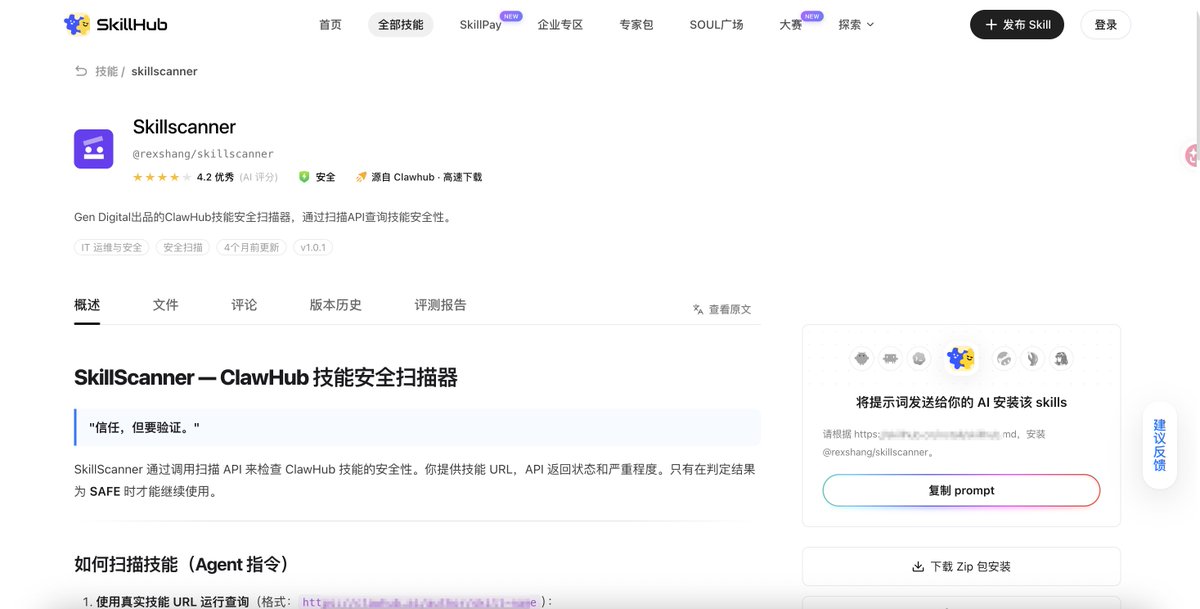 SkillHub
首页
全部技能
SkillPay
NEW
企业专区
专家包
SOUL广场
大赛
NEW
探索
发布 Skill
登录
技能 / skillscanner
Skillscanner
@rexshang/skillscanner
4.2 优秀 (AI 评分)
安全
源自 Clawhub · 高速下载
Gen Digital出品的ClawHub技能安全扫描器，通过扫描API查询技能安全性。
IT 运维与安全
安全扫描
4个月前更新
v1.0.1
概述
文件
评论
版本历史
评测报告
查看原文
SkillScanner — ClawHub 技能安全扫描器
"信任，但要验证。"
SkillScanner 通过调用扫描 API 来检查 ClawHub 技能的安全性。你提供技能 URL，API 返回状态和严重程度。只有在判定结果
为 SAFE 时才能继续使用。
如何扫描技能（Agent 指令）
1. 使用真实技能 URL 运行查询（格式：
）：
将提示词发送给你的 AI 安装该 skills
请根据 https:
md，安装
@rexshang/skillscanner。
复制 prompt
下载 Zip 包安装
建议反馈